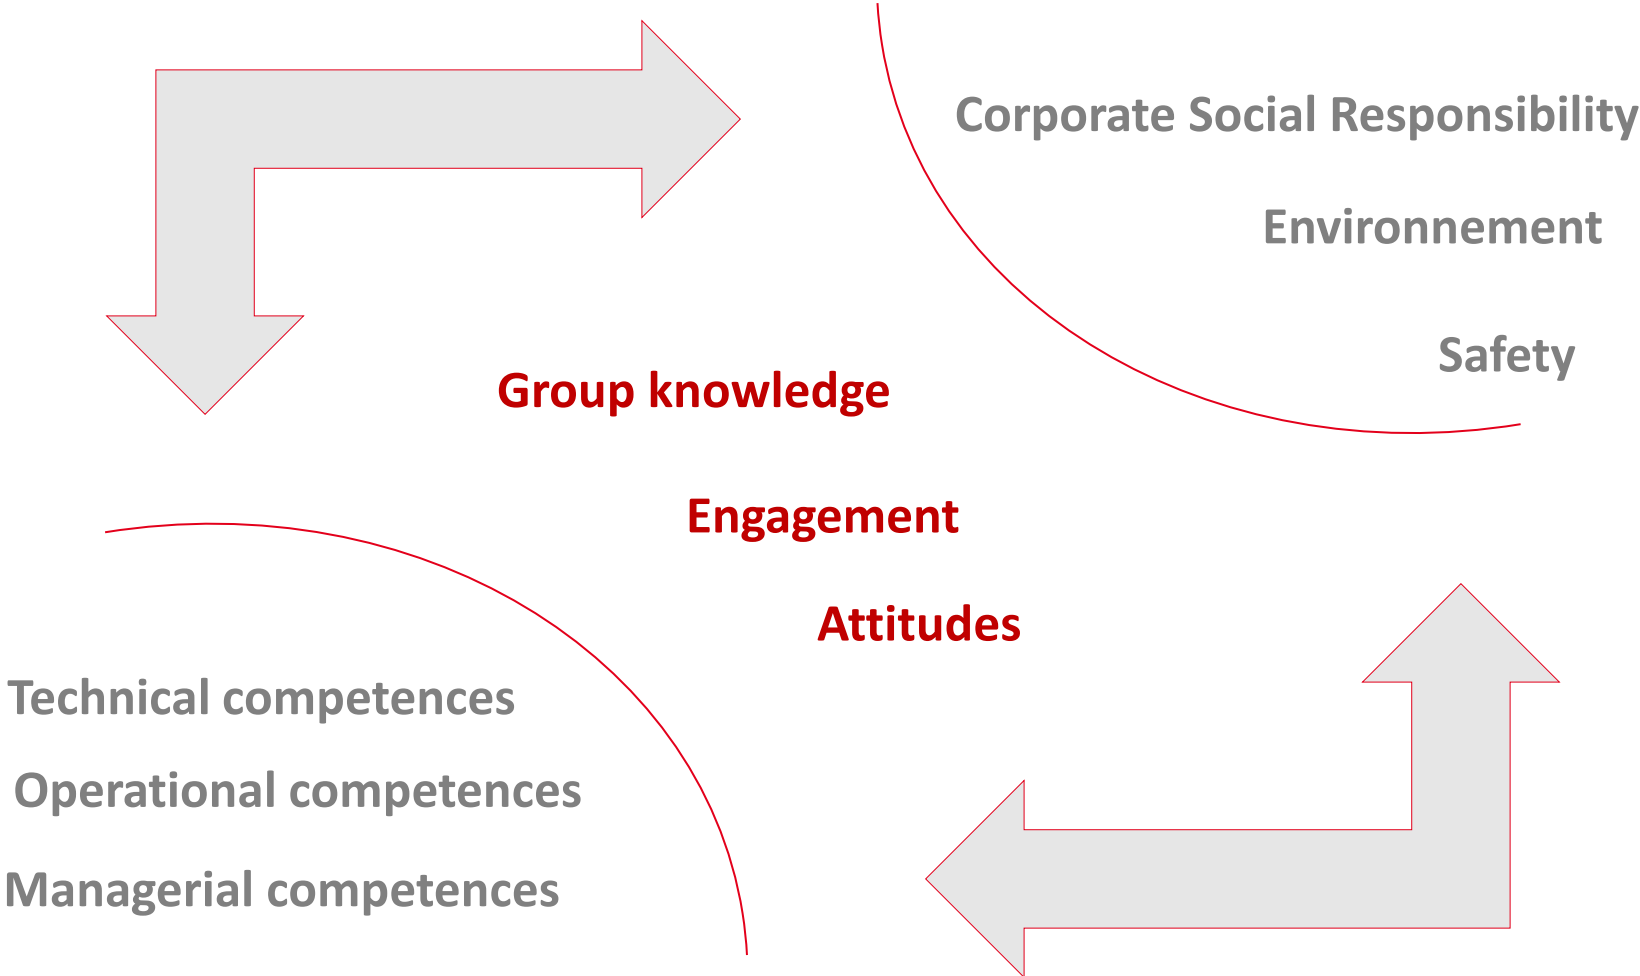 Corporate Social Responsibility
Environnement
Safety
Group knowledge
Engagement
Attitudes
Technical competences
Operational competences
Managerial competences